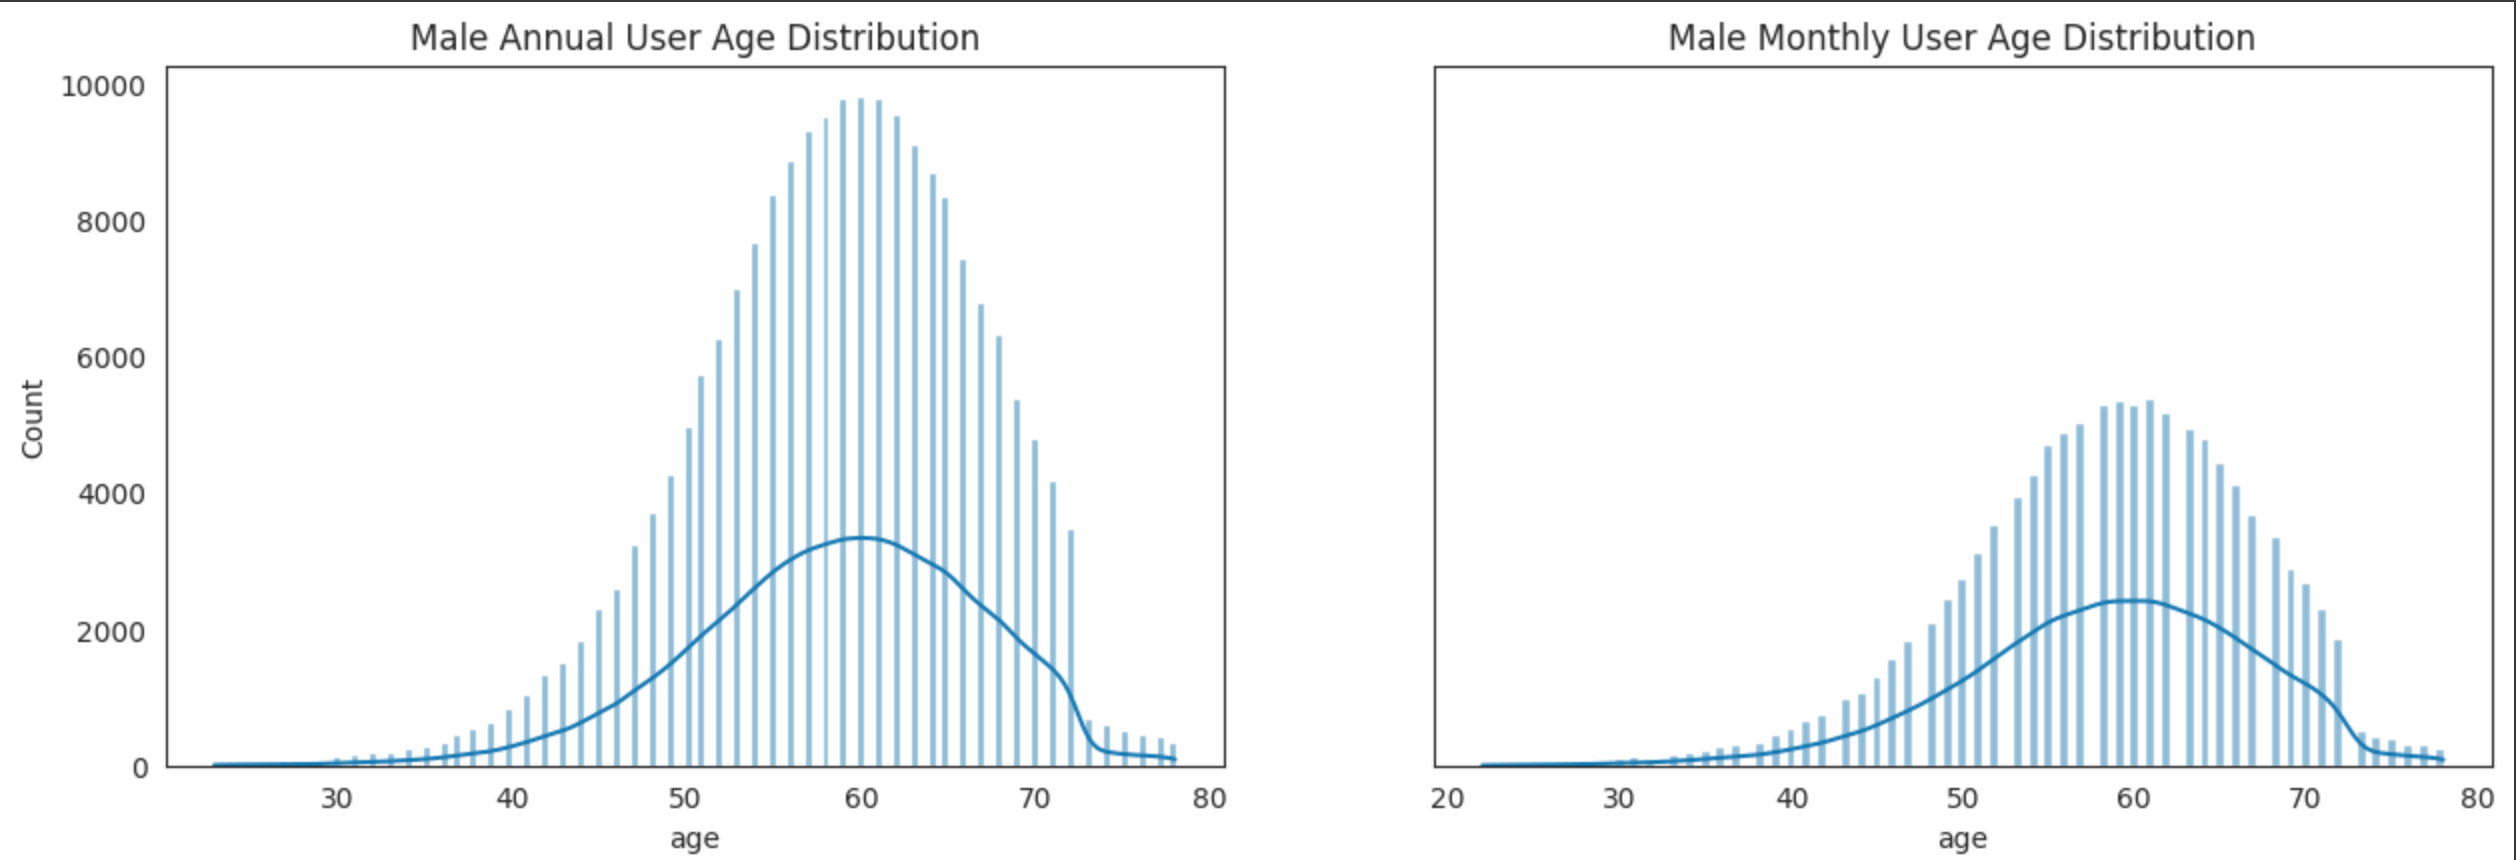 Male Annual User Age Distribution
10000
8000
6000
4000
2000
0
Count
30 40 50 60 70 80
age
Male Monthly User Age Distribution
20 30 40 50 60 70 80
age